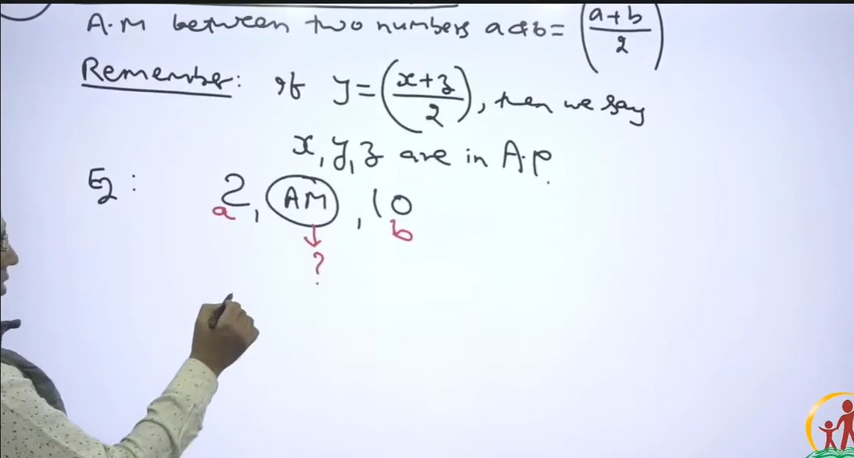 A.M between two numbers a & b = (a+b/2)
Remember: If y = (x+z/2), then we say
x, y, z are in A.P.
Eg: 2, AM, 10
a b
?